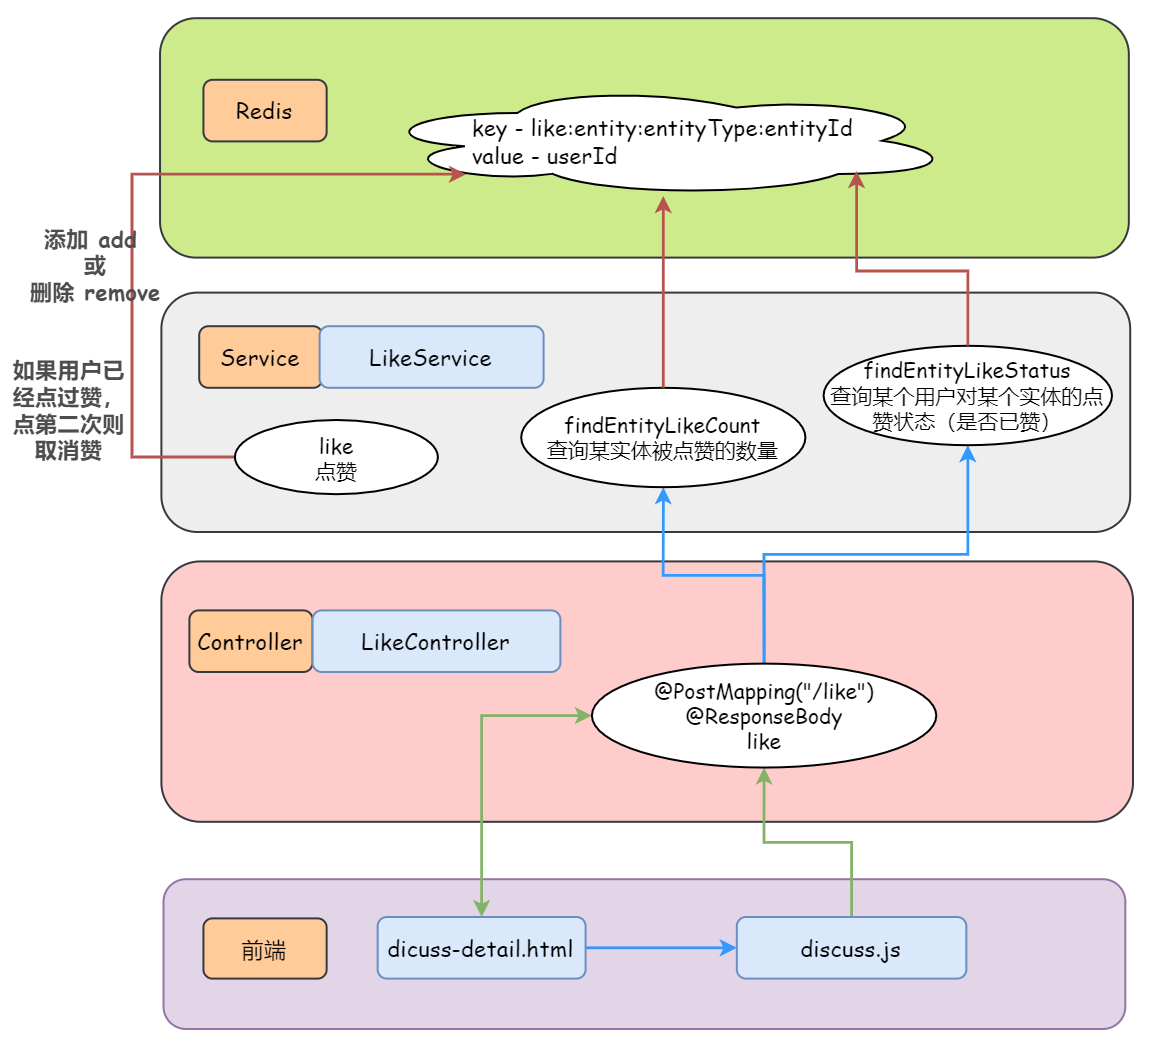 Redis
key - like:entity:entityType:entityId
value - userId
添加 add
或
删除 remove
如果用户已
经点过赞，
点第二次则
取消赞
Service
LikeService
like
点赞
findEntityLikeCount
查询某实体被点赞的数量
findEntityLikeStatus
查询某个用户对某个实体的点
赞状态（是否已赞）
Controller
LikeController
@PostMapping("/like")
@ResponseBody
like
前端
dicuss-detail.html
discuss.js